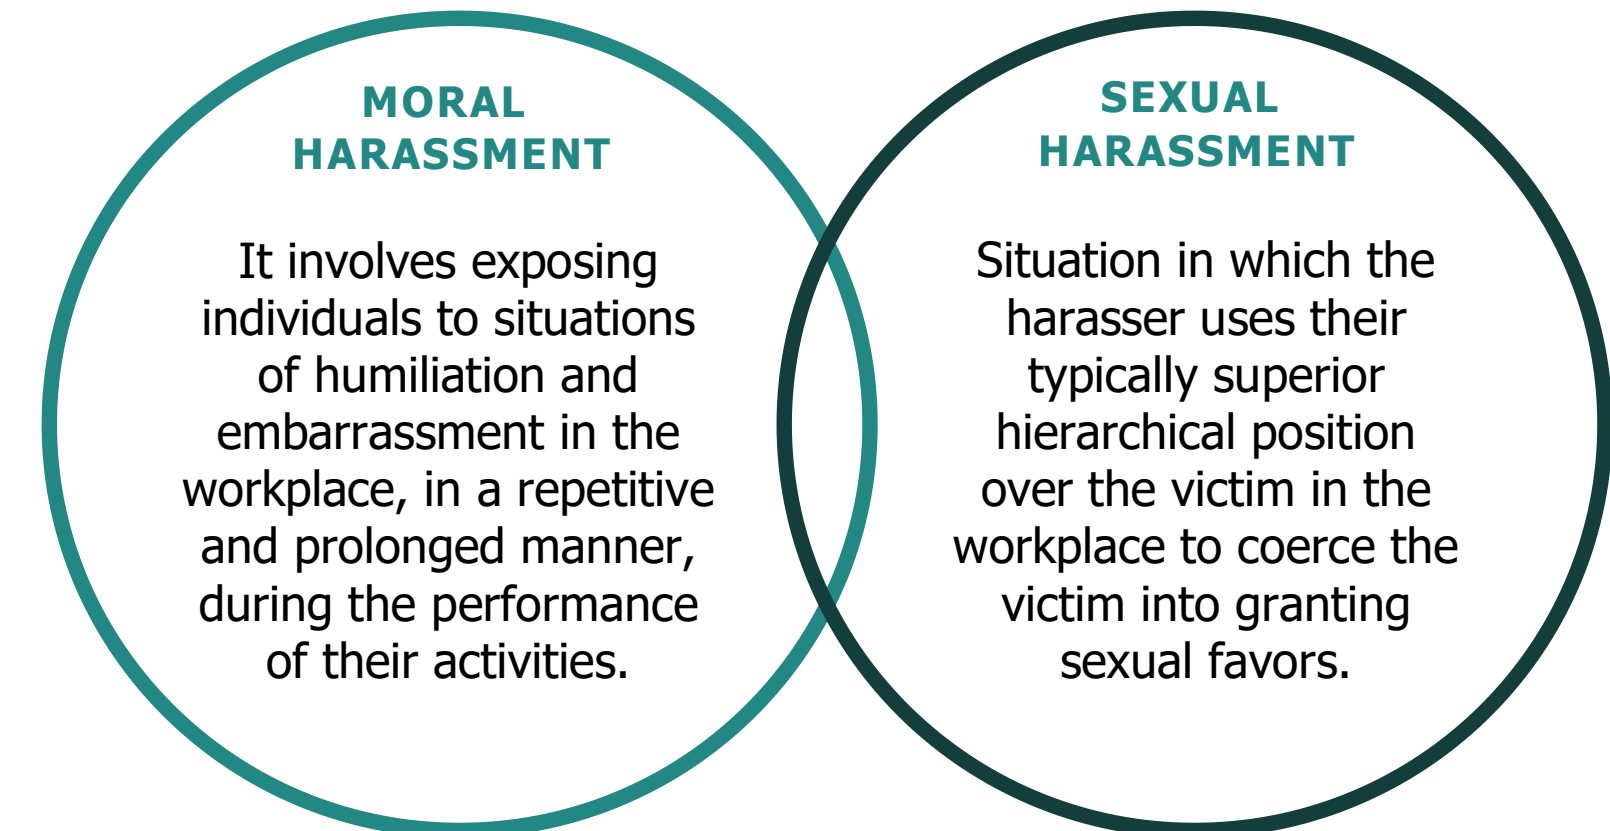 MORAL
HARASSMENT
It involves exposing
individuals to situations
of humiliation and
embarrassment in the
workplace, in a repetitive
and prolonged manner,
during the performance
of their activities.
SEXUAL
HARASSMENT
Situation in which the
harasser uses their
typically superior
hierarchical position
over the victim in the
workplace to coerce the
victim into granting
sexual favors.